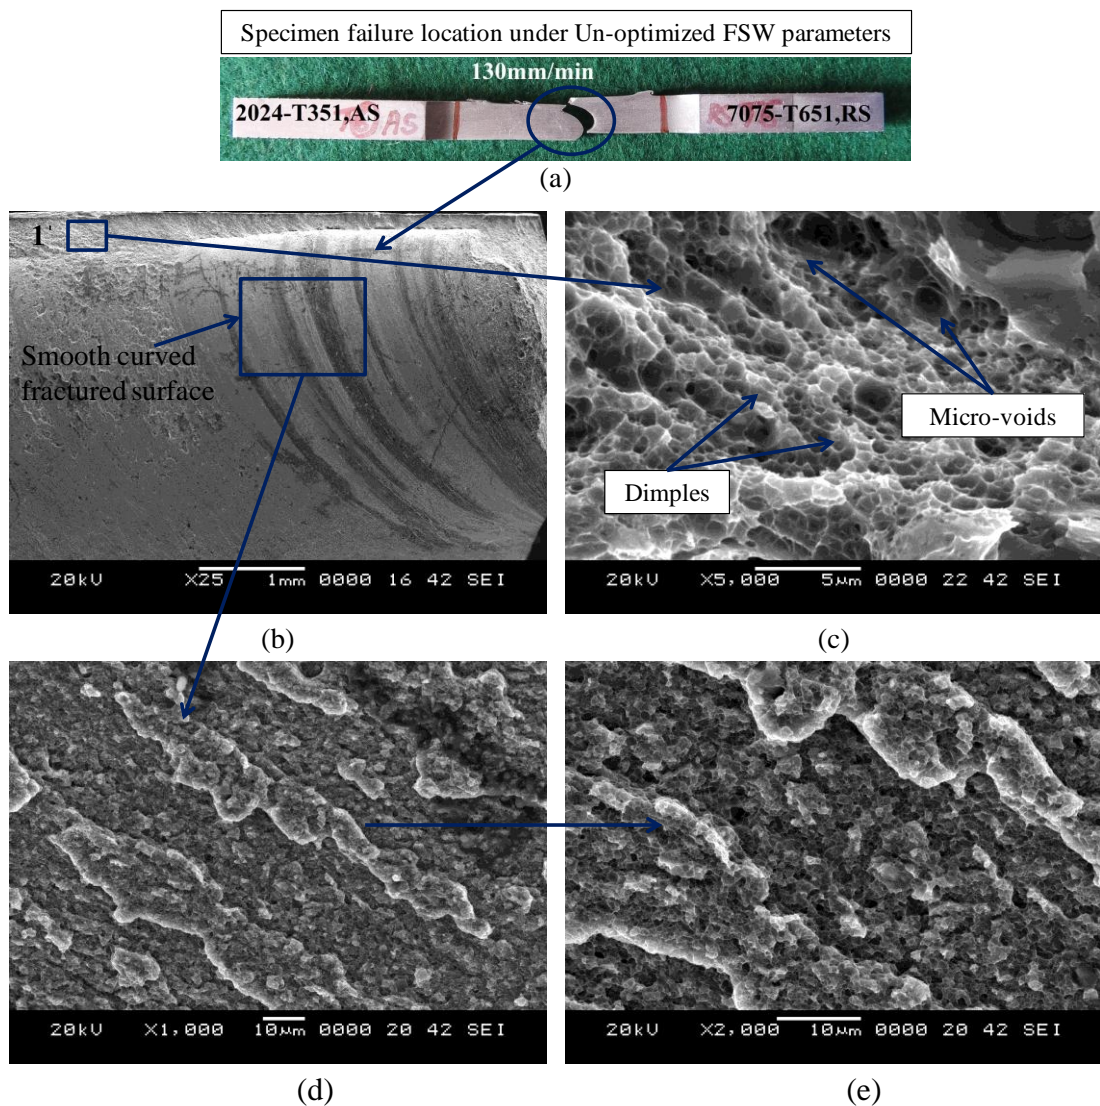 Specimen failure location under Un-optimized FSW parameters
130mm/min
2024-T351,AS
AS
7075-T651,RS
(a)
1
Smooth curved
fractured surface
20kV X25 1mm 0000 16 42 SEI
(b)
Micro-voids
Dimples
20kV X5,000 5µm 0000 22 42 SEI
(c)
20kV X1,000 10µm 0000 20 42 SEI
(d)
20kV X2,000 10µm 0000 20 42 SEI
(e)